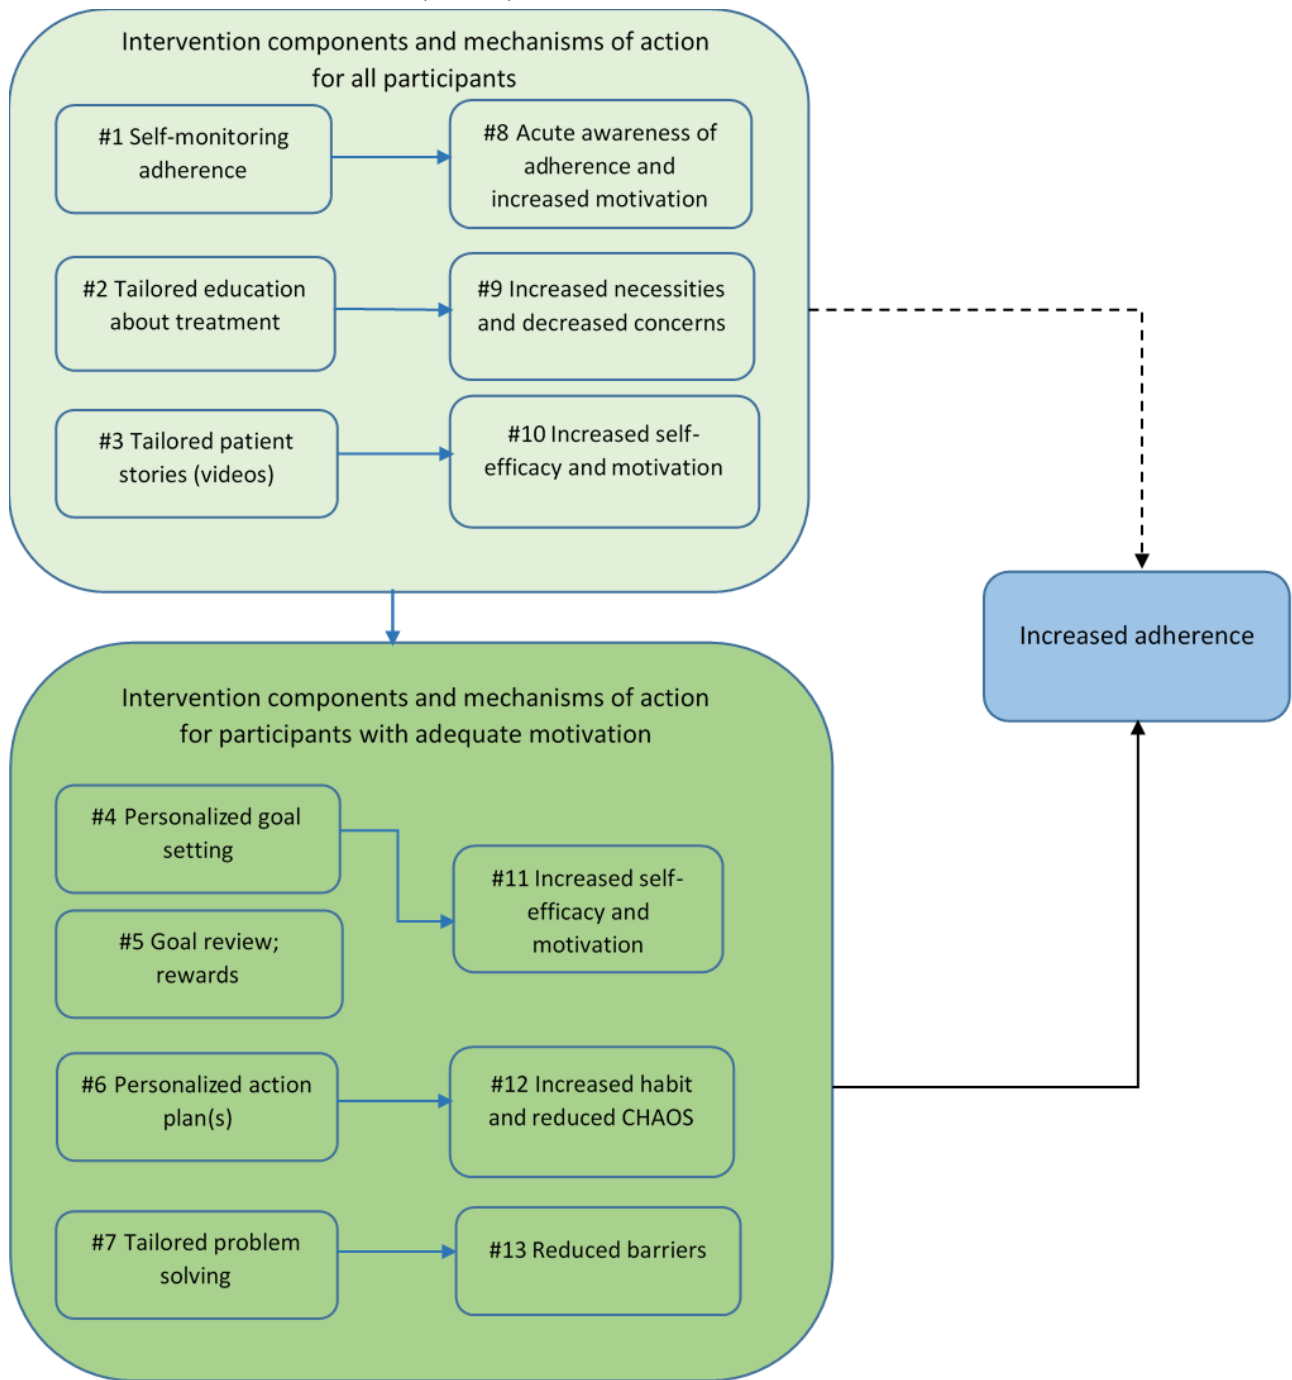 Intervention components and mechanisms of action
for all participants
#1 Self-monitoring
adherence
#8 Acute awareness of
adherence and
increased motivation
#2 Tailored education
about treatment
#9 Increased necessities
and decreased concerns
#3 Tailored patient
stories (videos)
#10 Increased self-
efficacy and motivation
Increased adherence
Intervention components and mechanisms of action
for participants with adequate motivation
#4 Personalized goal
setting
#11 Increased self-
efficacy and
motivation
#5 Goal review;
rewards
#6 Personalized action
plan(s)
#12 Increased habit
and reduced CHAOS
#7 Tailored problem
solving
#13 Reduced barriers